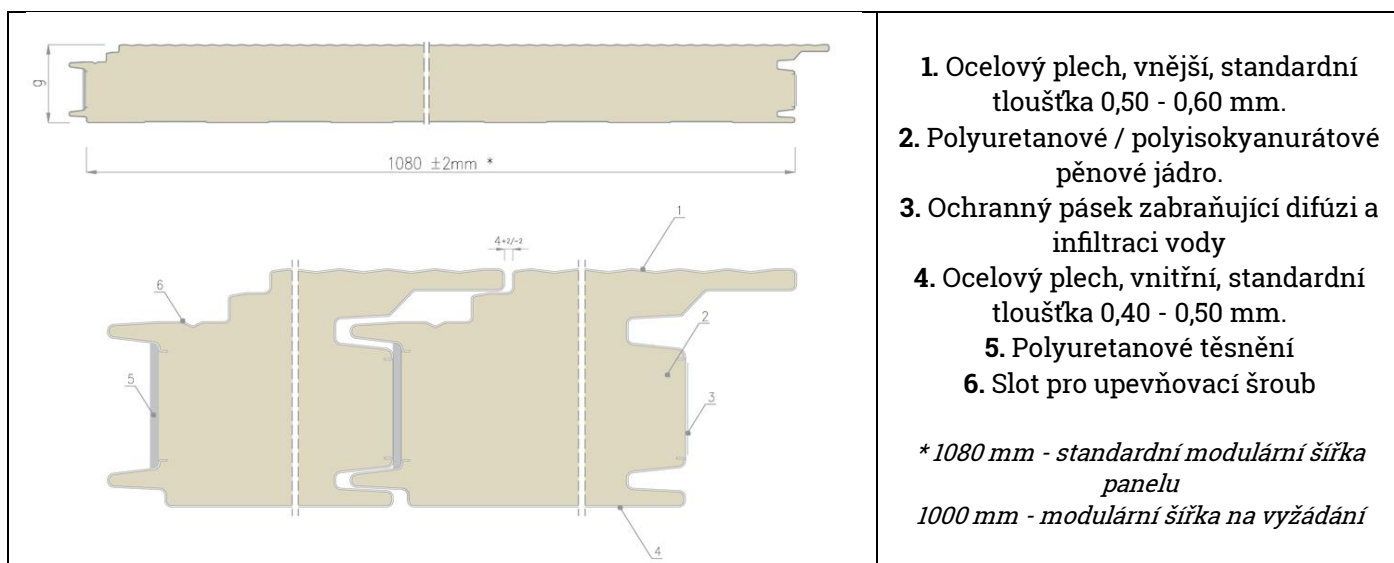 g
1080 ±2mm *
1
4+2/-2
6
2
5
3
4
1. Ocelový plech, vnější, standardní
tloušťka 0,50 - 0,60 mm.
2. Polyuretanové / polyisokyanurátové
pěnové jádro.
3. Ochranný pásek zabraňující difúzi a
infiltraci vody
4. Ocelový plech, vnitřní, standardní
tloušťka 0,40 - 0,50 mm.
5. Polyuretanové těsnění
6. Slot pro upevňovací šroub
* 1080 mm - standardní modulární šířka
panelu
1000 mm - modulární šířka na vyžádání